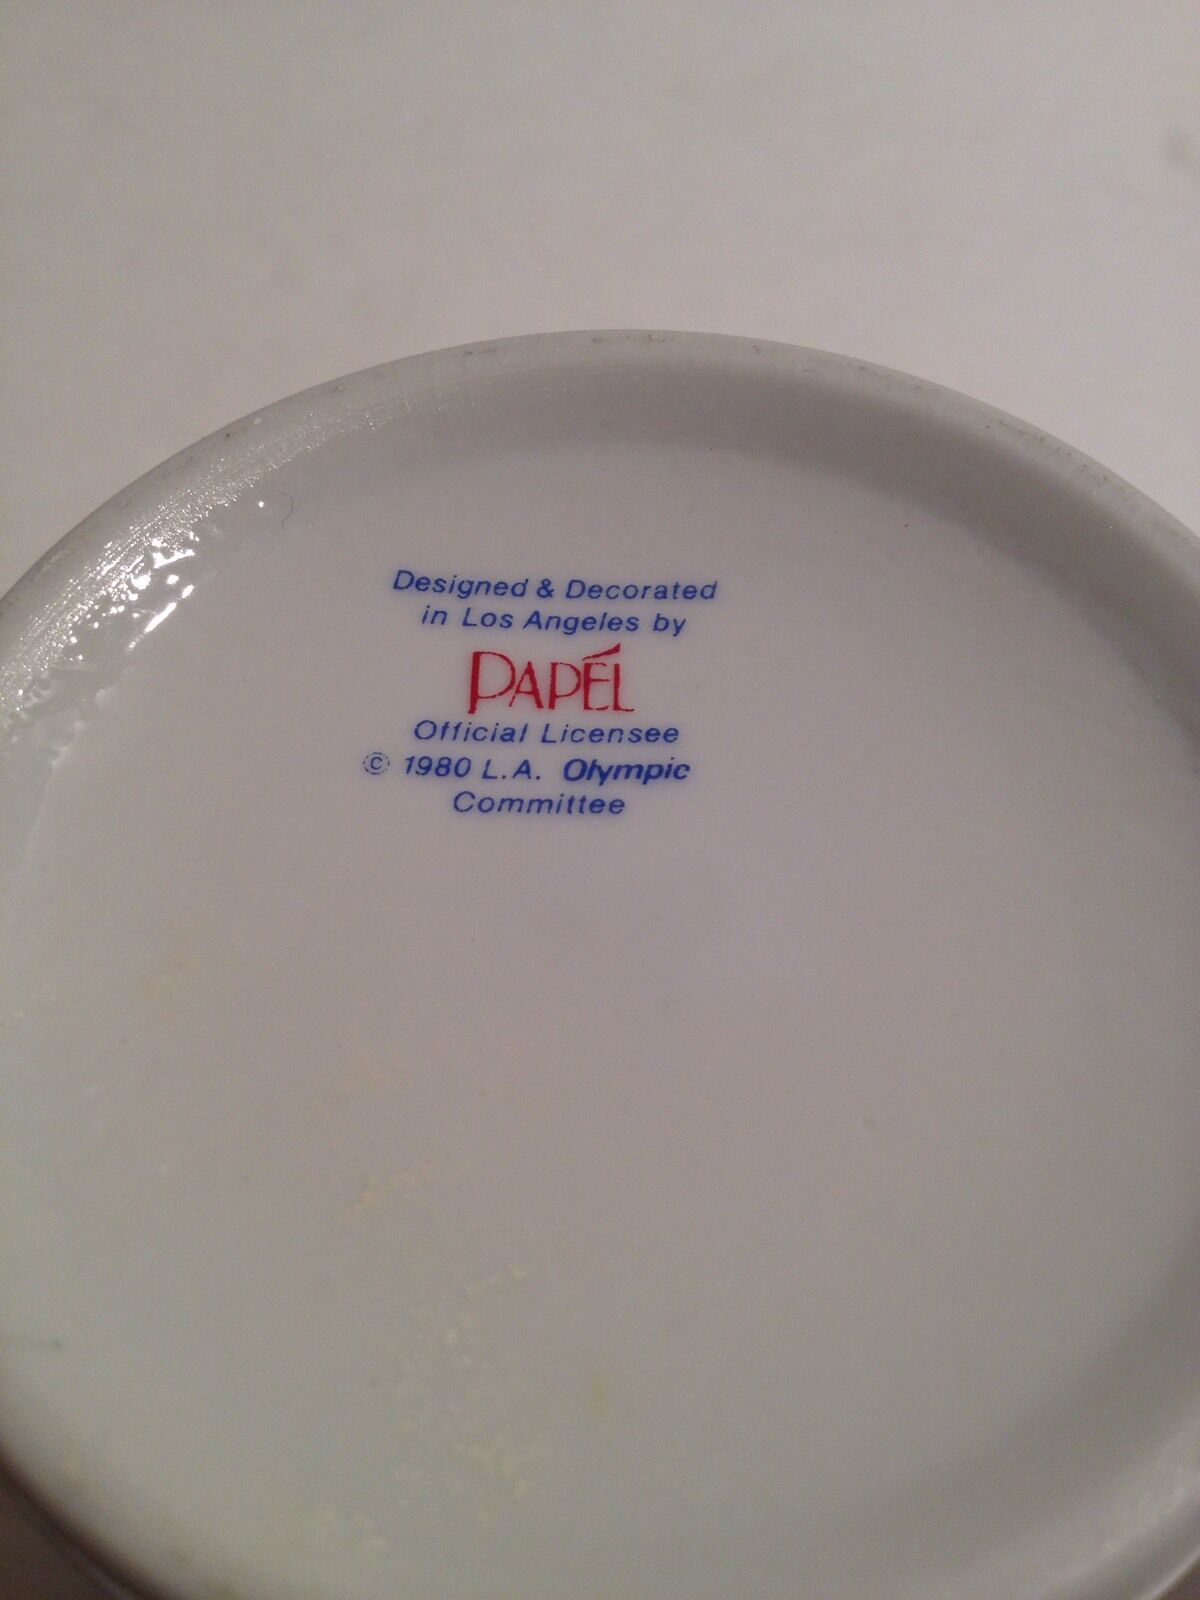 Designed & Decorated
in Los Angeles by
PAPÉL
Official Licensee
© 1980 L.A. Olympic
Committee